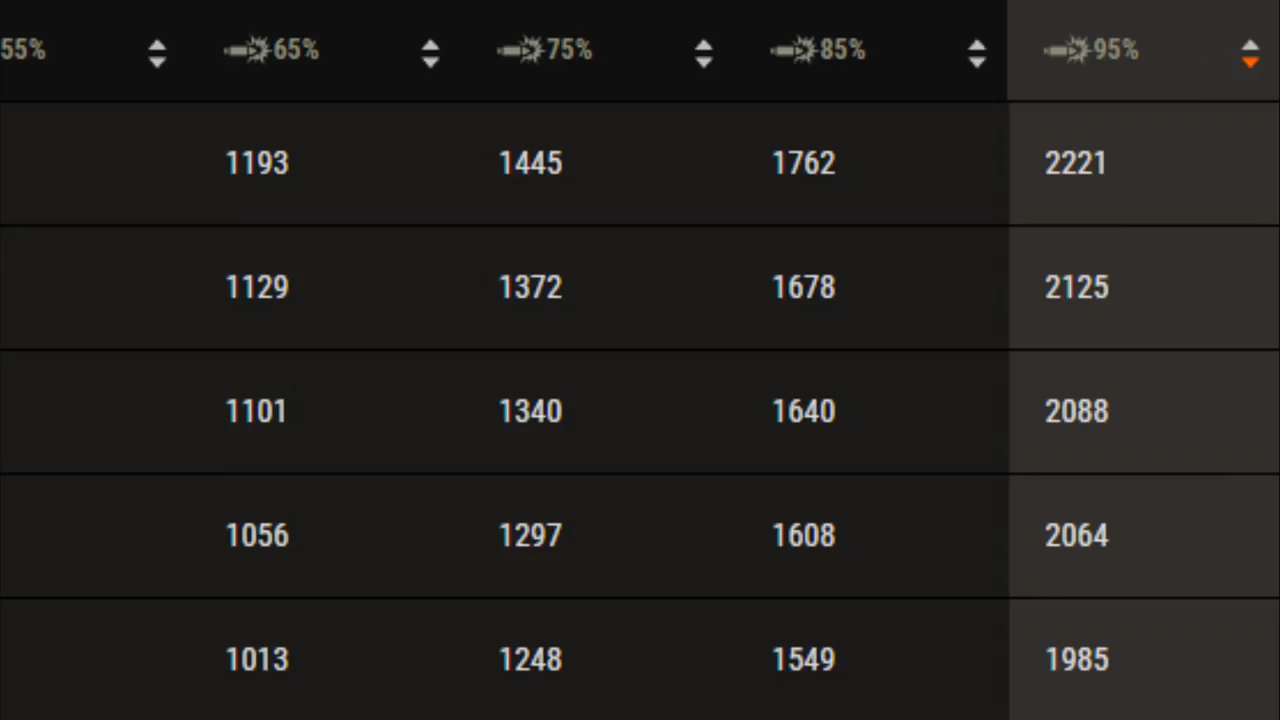 55% 65% 75% 85% 95%
1193 1445 1762 2221
1129 1372 1678 2125
1101 1340 1640 2088
1056 1297 1608 2064
1013 1248 1549 1985